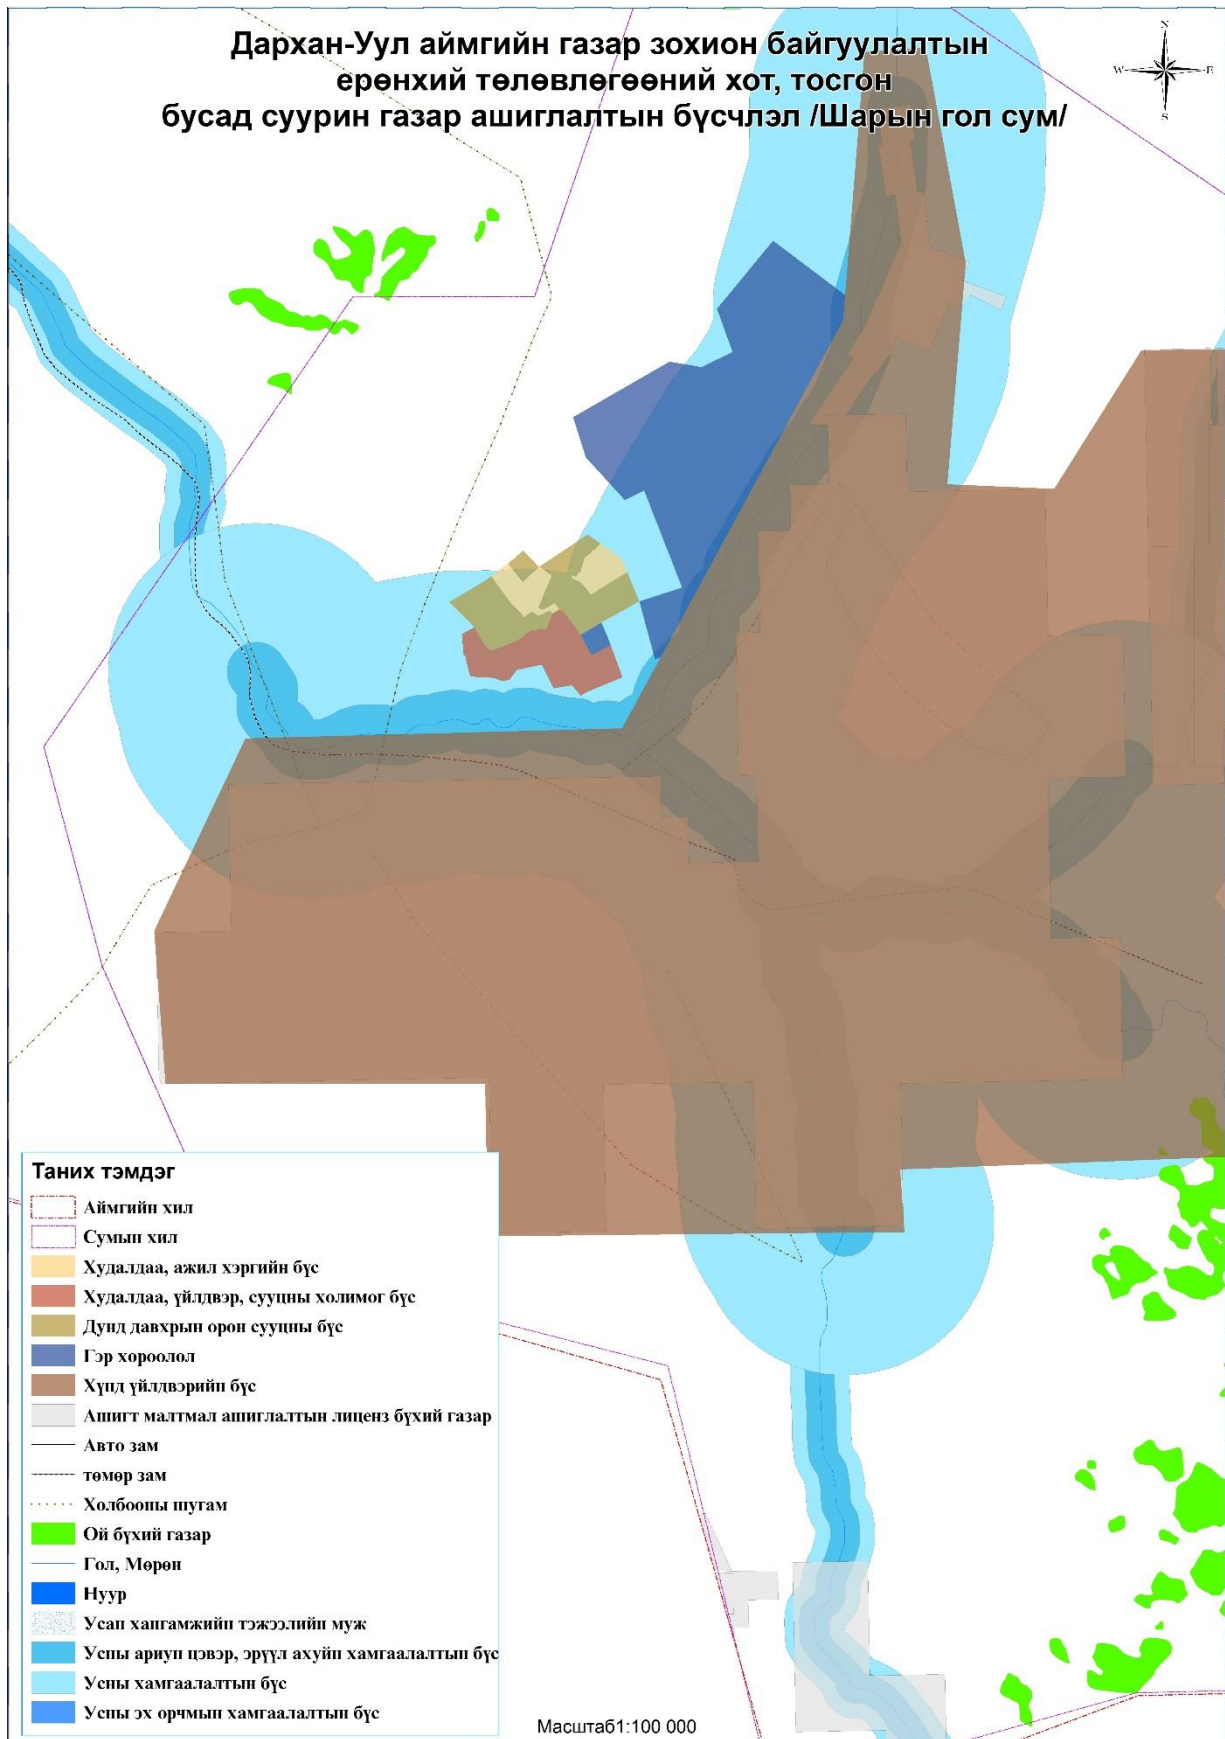 Дархан-Уул аймгийн газар зохион байгуулалтын
ерөнхий төлөвлөгөөний хот, тосгон
бусад суурин газар ашиглалтын бүсчлэл /Шарын гол сум/
N
W E
S
Таних тэмдэг
Аймгийн хил
Сумын хил
Худалдаа, ажил хэргийн бүс
Худалдаа, үйлдвэр, сууцны холимог бүс
Дунд давхрын орон сууцны бүс
Гэр хороолол
Хүнд үйлдвэрийн бүс
Ашигт малтмал ашиглалтын лиценз бүхий газар
Авто зам
төмөр зам
Холбооны шугам
Ой бүхий газар
Гол, Мөрөн
Нуур
Усан хангамжийн тэжээлийн муж
Усны ариун цэвэр, эрүүл ахуйн хамгаалалтын бүс
Усны хамгаалалтын бүс
Усны эх орчмын хамгаалалтын бүс
Масштаб1:100 000